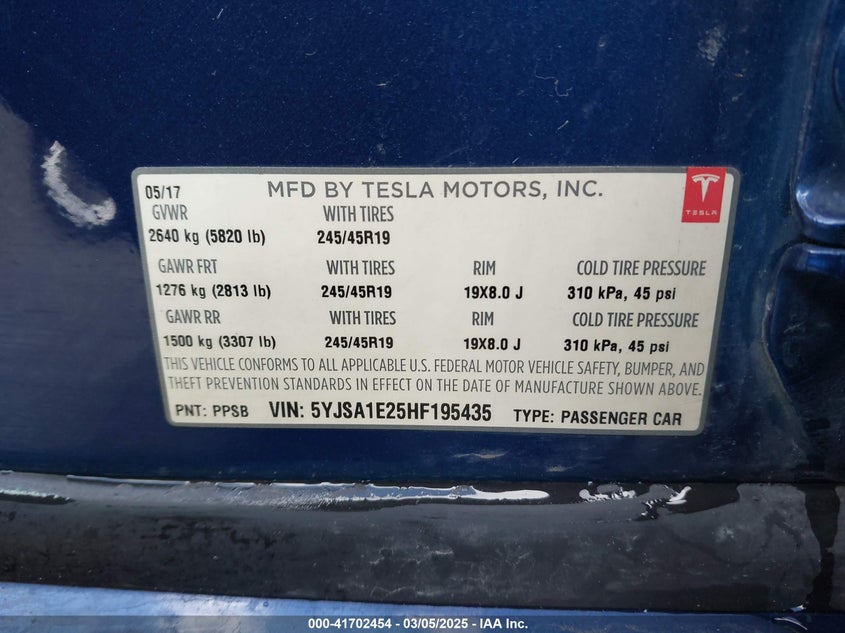 05/17 MFD BY TESLA MOTORS, INC.
TESLA
GVWR WITH TIRES
2640 kg (5820 lb) 245/45R19
GAWR FRT WITH TIRES RIM COLD TIRE PRESSURE
1276 kg (2813 lb) 245/45R19 19X8.0 J 310 kPa, 45 psi
GAWR RR WITH TIRES RIM COLD TIRE PRESSURE
1500 kg (3307 lb) 245/45R19 19X8.0 J 310 kPa, 45 psi
THIS VEHICLE CONFORMS TO ALL APPLICABLE U.S. FEDERAL MOTOR VEHICLE SAFETY, BUMPER, AND
THEFT PREVENTION STANDARDS IN EFFECT ON THE DATE OF MANUFACTURE SHOWN ABOVE.
PNT: PPSB VIN: 5YJSA1E25HF195435 TYPE: PASSENGER CAR
000-41702454 - 03/05/2025 - IAA Inc.